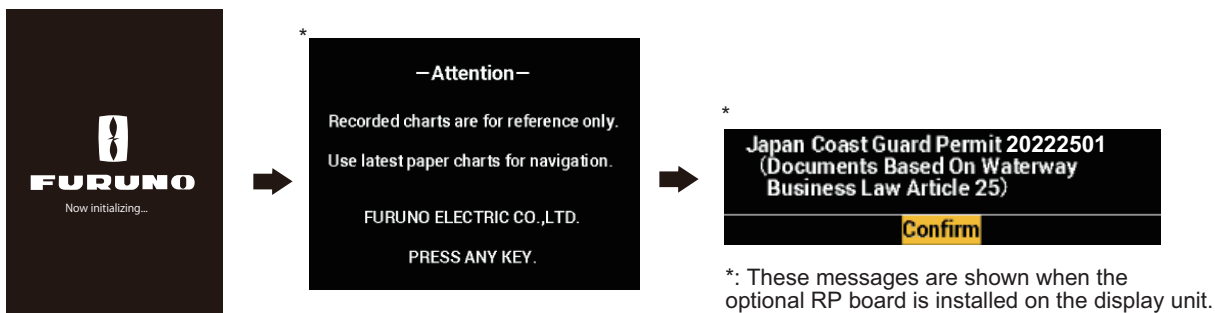 FURUNO
Now initializing...
*
—Attention—
Recorded charts are for reference only.
Use latest paper charts for navigation.
FURUNO ELECTRIC CO.,LTD.
PRESS ANY KEY.
*
Japan Coast Guard Permit 20222501
(Documents Based On Waterway
Business Law Article 25)
Confirm
*: These messages are shown when the
optional RP board is installed on the display unit.